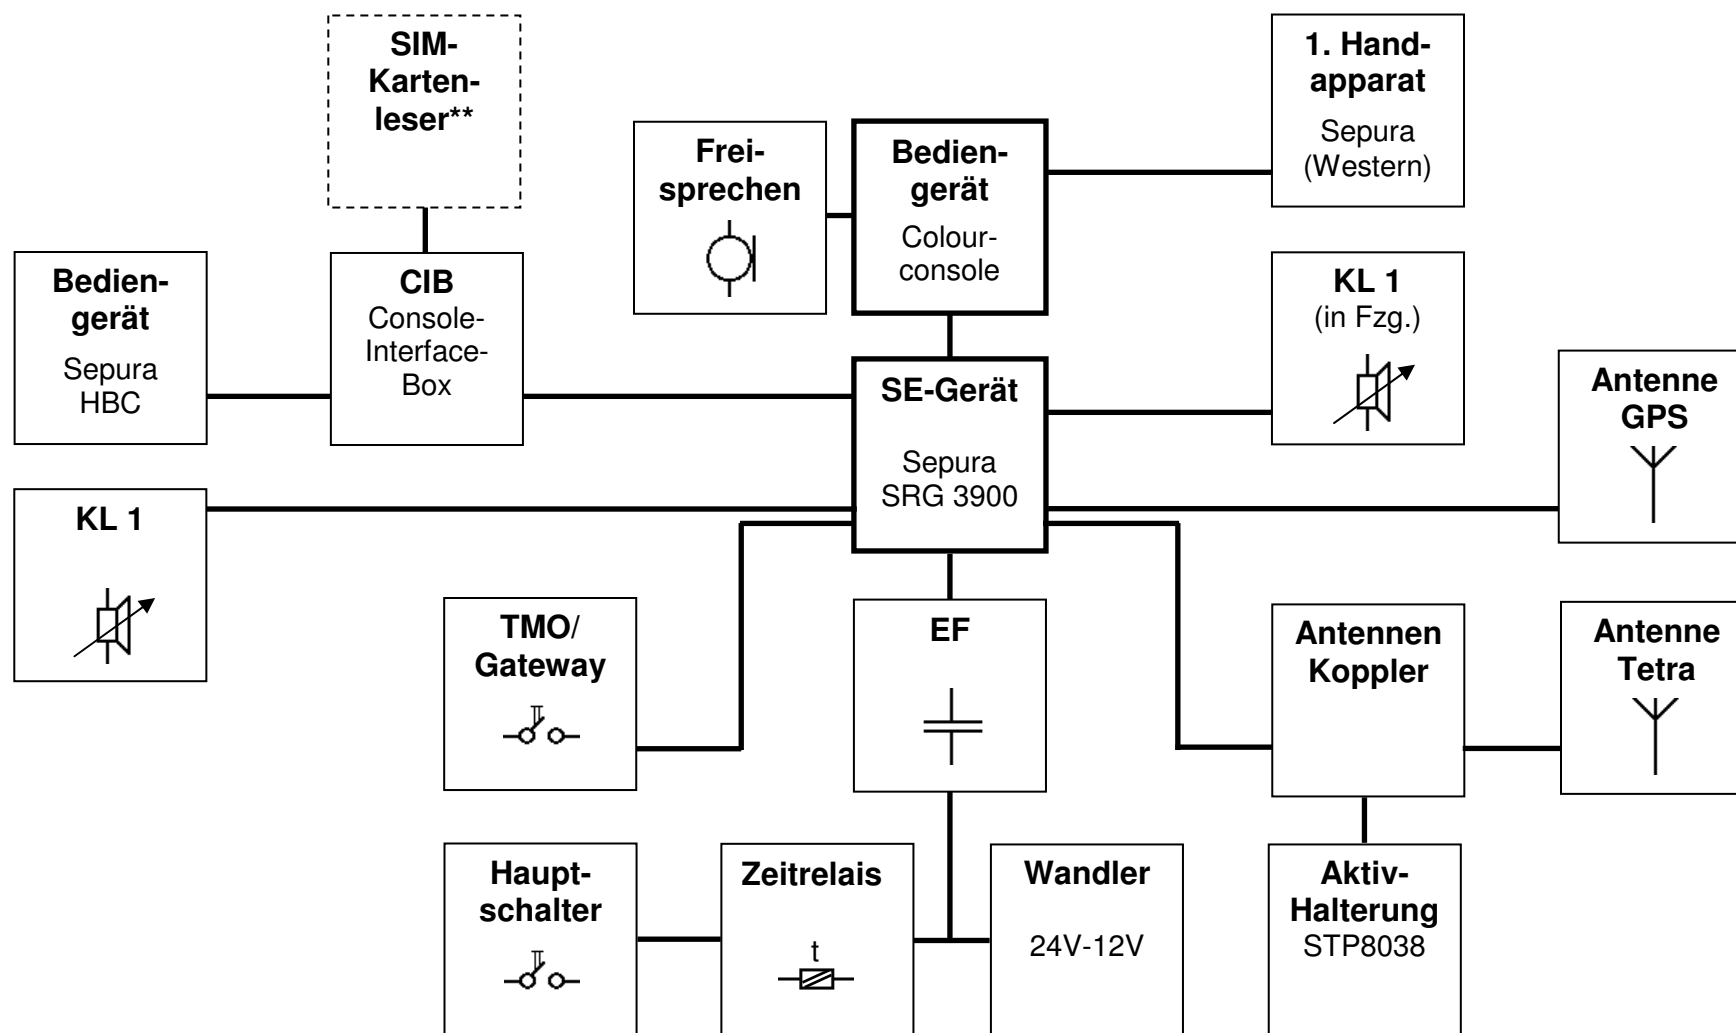 SIM-
Karten-
leser**
1. Hand-
apparat
Sepura
(Western)
Frei-
sprechen
Bedien-
gerät
Colour-
console
Bedien-
gerät
Sepura
HBC
CIB
Console-
Interface-
Box
KL 1
(in Fzg.)
SE-Gerät
Sepura
SRG 3900
Antenne
GPS
KL 1
TMO/
Gateway
EF
Antennen
Koppler
Antenne
Tetra
Haupt-
schalter
Zeitrelais
t
Wandler
24V-12V
Aktiv-
Halterung
STP8038